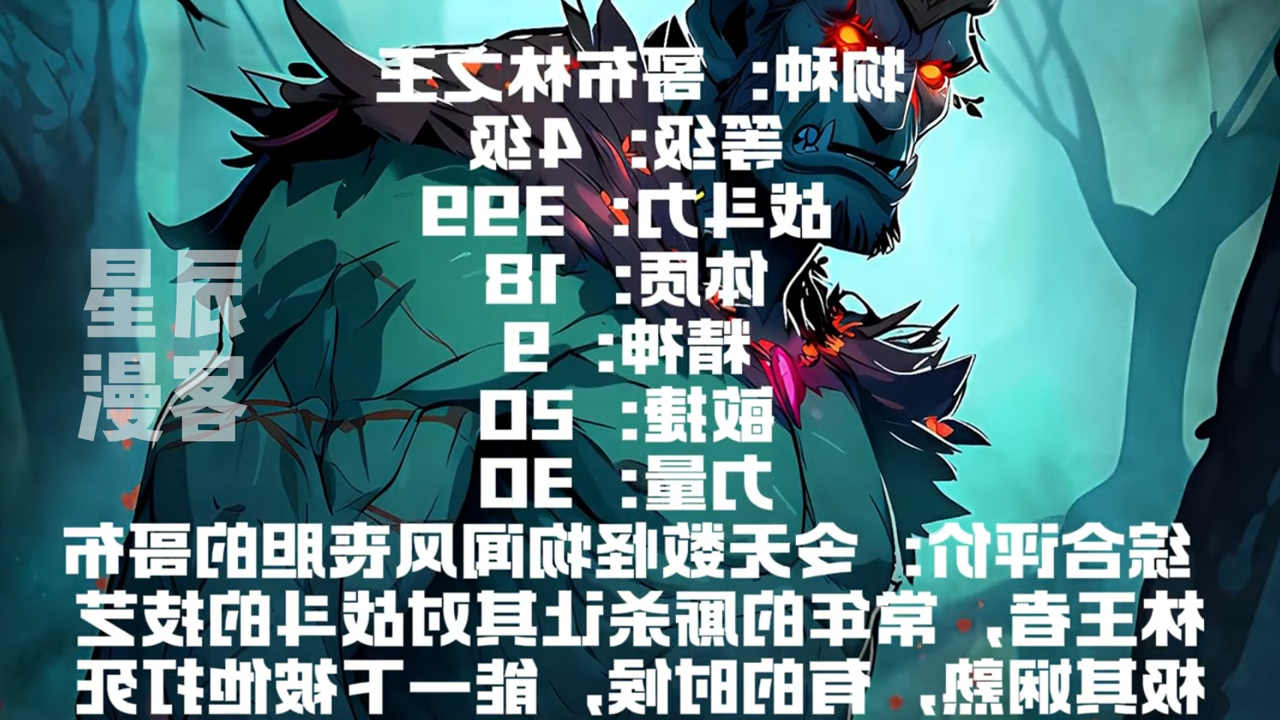 物种：哥布林之王
等级：4级
战斗力：399
体质：18
精神：9
敏捷：20
力量：30
综合评价：令无数怪物闻风丧胆的哥布
林王者，常年的厮杀让其对战斗的技艺
极其娴熟，有的时候，能一下被他打死
星辰
漫客